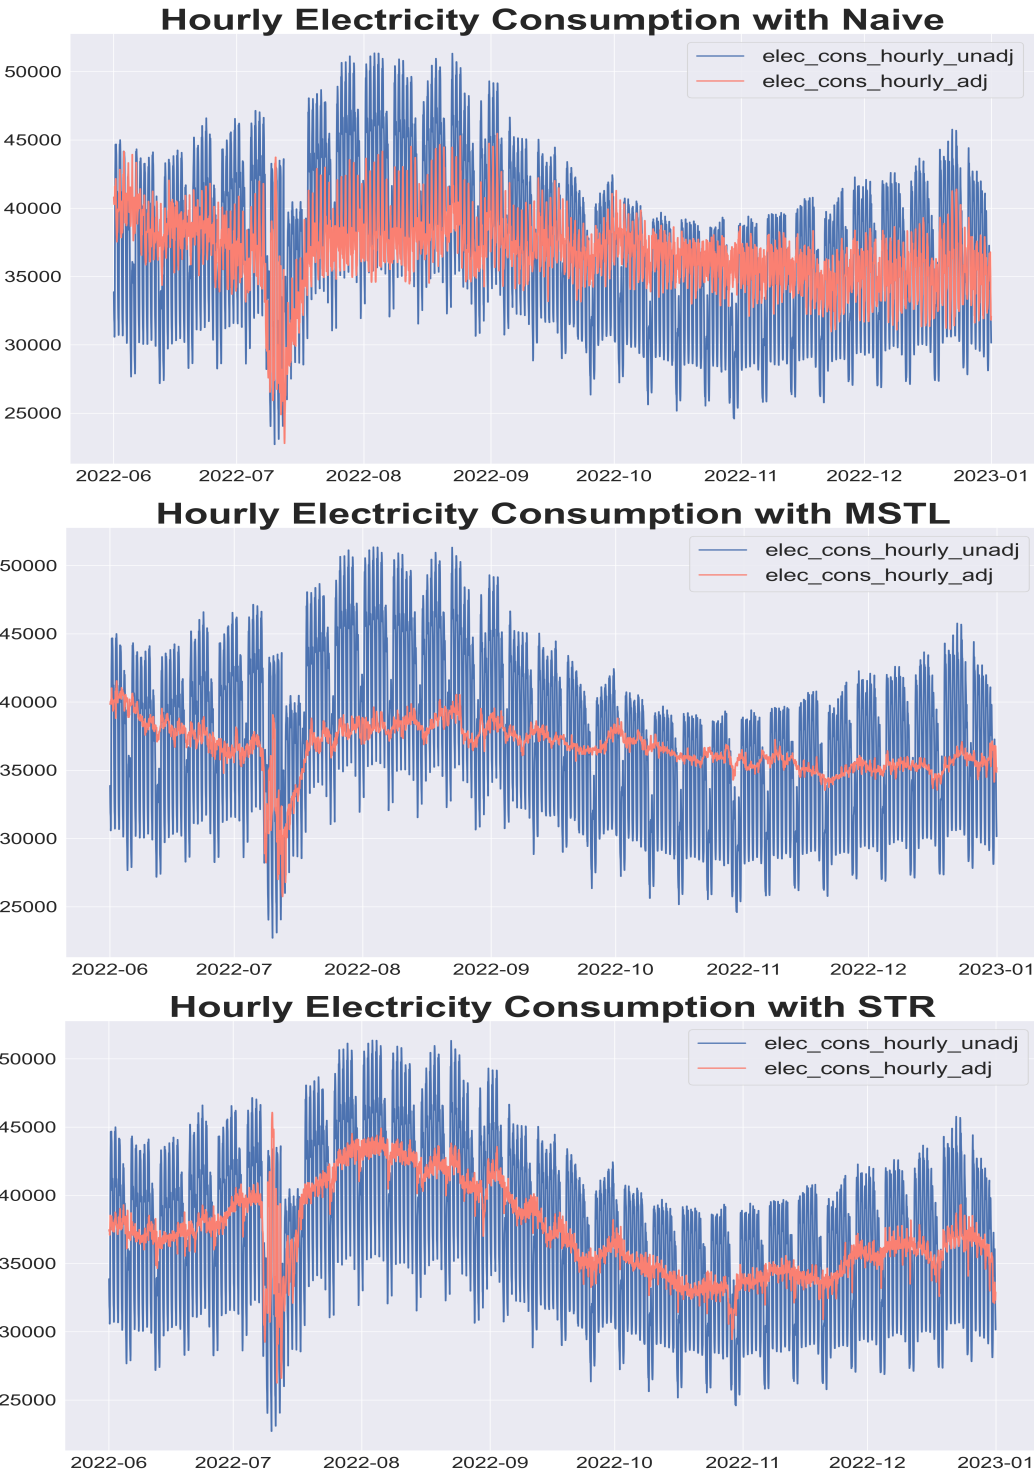 Hourly Electricity Consumption with Naive
elec_cons_hourly_unadj
elec_cons_hourly_adj
50000
45000
40000
35000
30000
25000
2022-06 2022-07 2022-08 2022-09 2022-10 2022-11 2022-12 2023-01
Hourly Electricity Consumption with MSTL
elec_cons_hourly_unadj
elec_cons_hourly_adj
50000
45000
40000
35000
30000
25000
2022-06 2022-07 2022-08 2022-09 2022-10 2022-11 2022-12 2023-01
Hourly Electricity Consumption with STR
elec_cons_hourly_unadj
elec_cons_hourly_adj
50000
45000
40000
35000
30000
25000
2022-06 2022-07 2022-08 2022-09 2022-10 2022-11 2022-12 2023-01